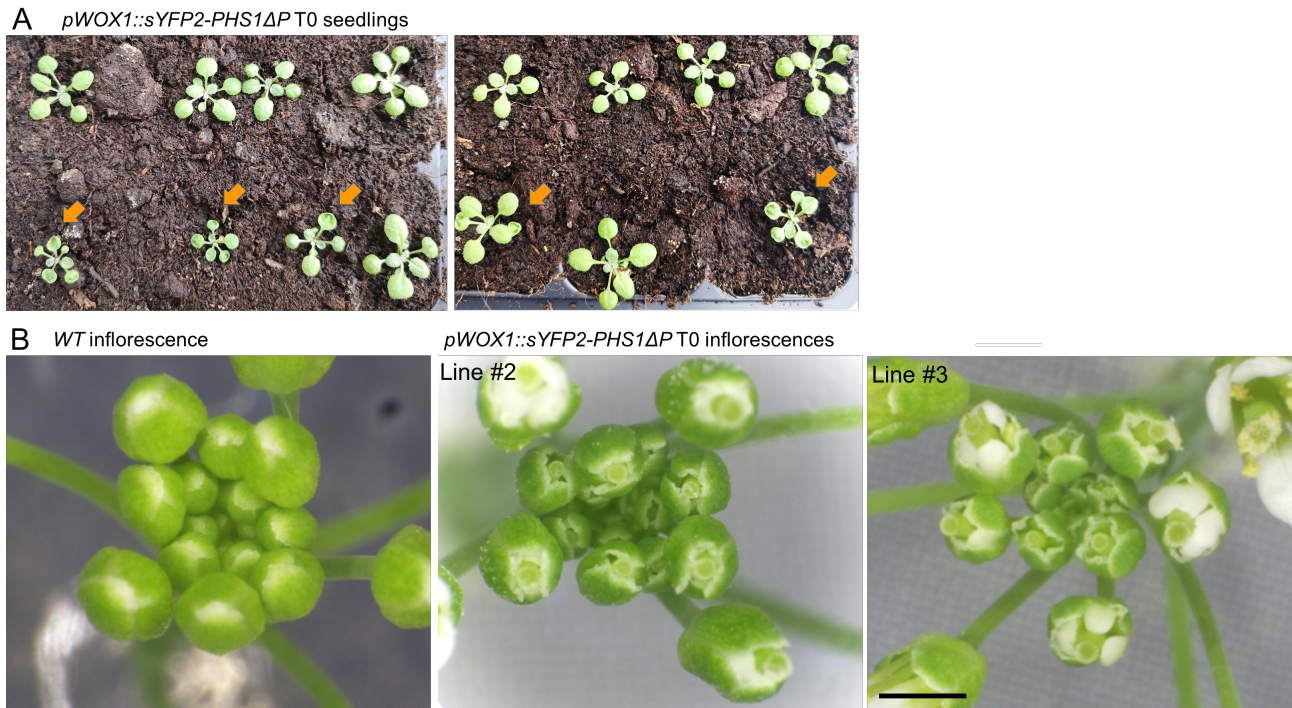 A pWOX1::sYFP2-PHS1ΔP T0 seedlings
B WT inflorescence
pWOX1::sYFP2-PHS1ΔP T0 inflorescences
Line #2
Line #3